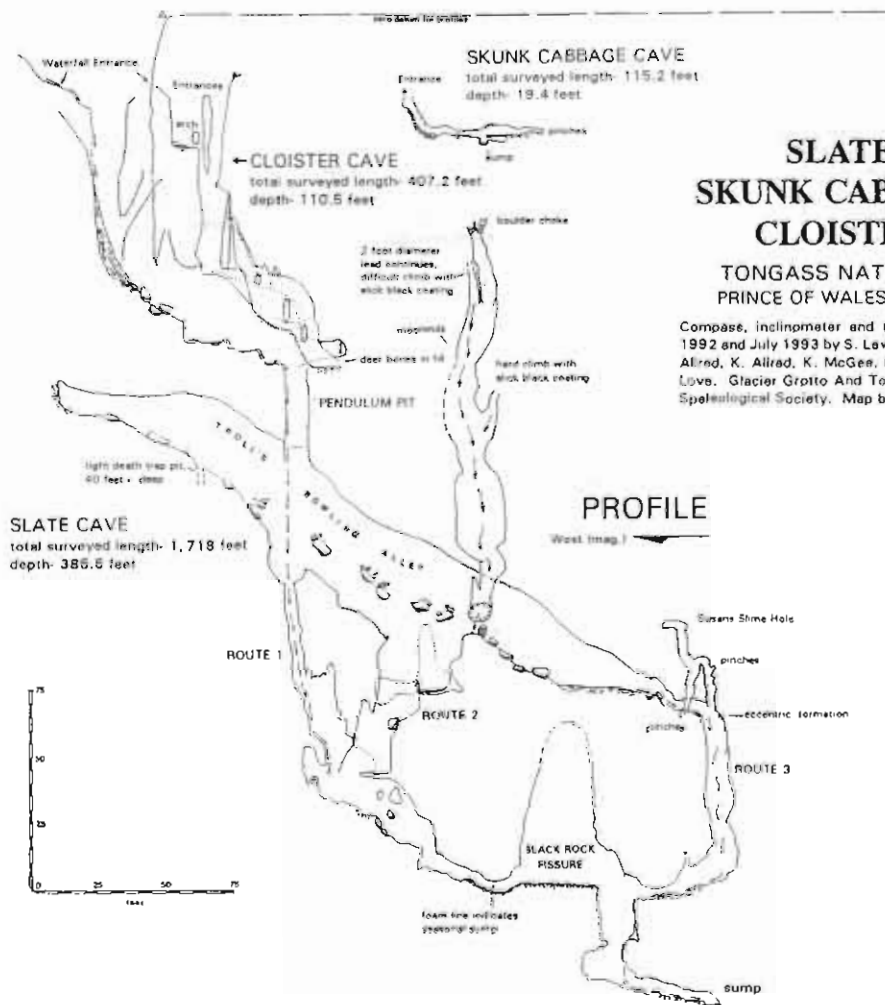 zero datum for profiles
Waterfall Entrance
Entrances
arch
CLOISTER CAVE
total surveyed length- 407.2 feet
depth- 110.5 feet
SKUNK CABBAGE CAVE
total surveyed length- 115.2 feet
depth- 19.4 feet
Entrance
pinches
sump
SLATE
SKUNK CAB
CLOIST
TONGASS NAT
PRINCE OF WALES
Compass, inclinometer and
1992 and July 1993 by S. Lew
Allred, K. Allred, K. McGee,
Love. Glacier Grotto And To
Speleological Society. Map b
boulder choke
2 foot diameter
lead continues,
difficult climb with
slick black coating
hard climb with
slick black coating
deer bones
PENDULUM PIT
TROLL'S BOWLING ALLEY
tight death trap pit,
40 feet + deep
SLATE CAVE
total surveyed length- 1,718 feet
depth- 386.6 feet
PROFILE
West (mag.)
Susans Slime Hole
pinches
eccentric formation
pinches
ROUTE 1
ROUTE 2
ROUTE 3
75
50
25
0
25
50
75
feet
BLACK ROCK
FISSURE
foam line indicates
seasonal sump
sump